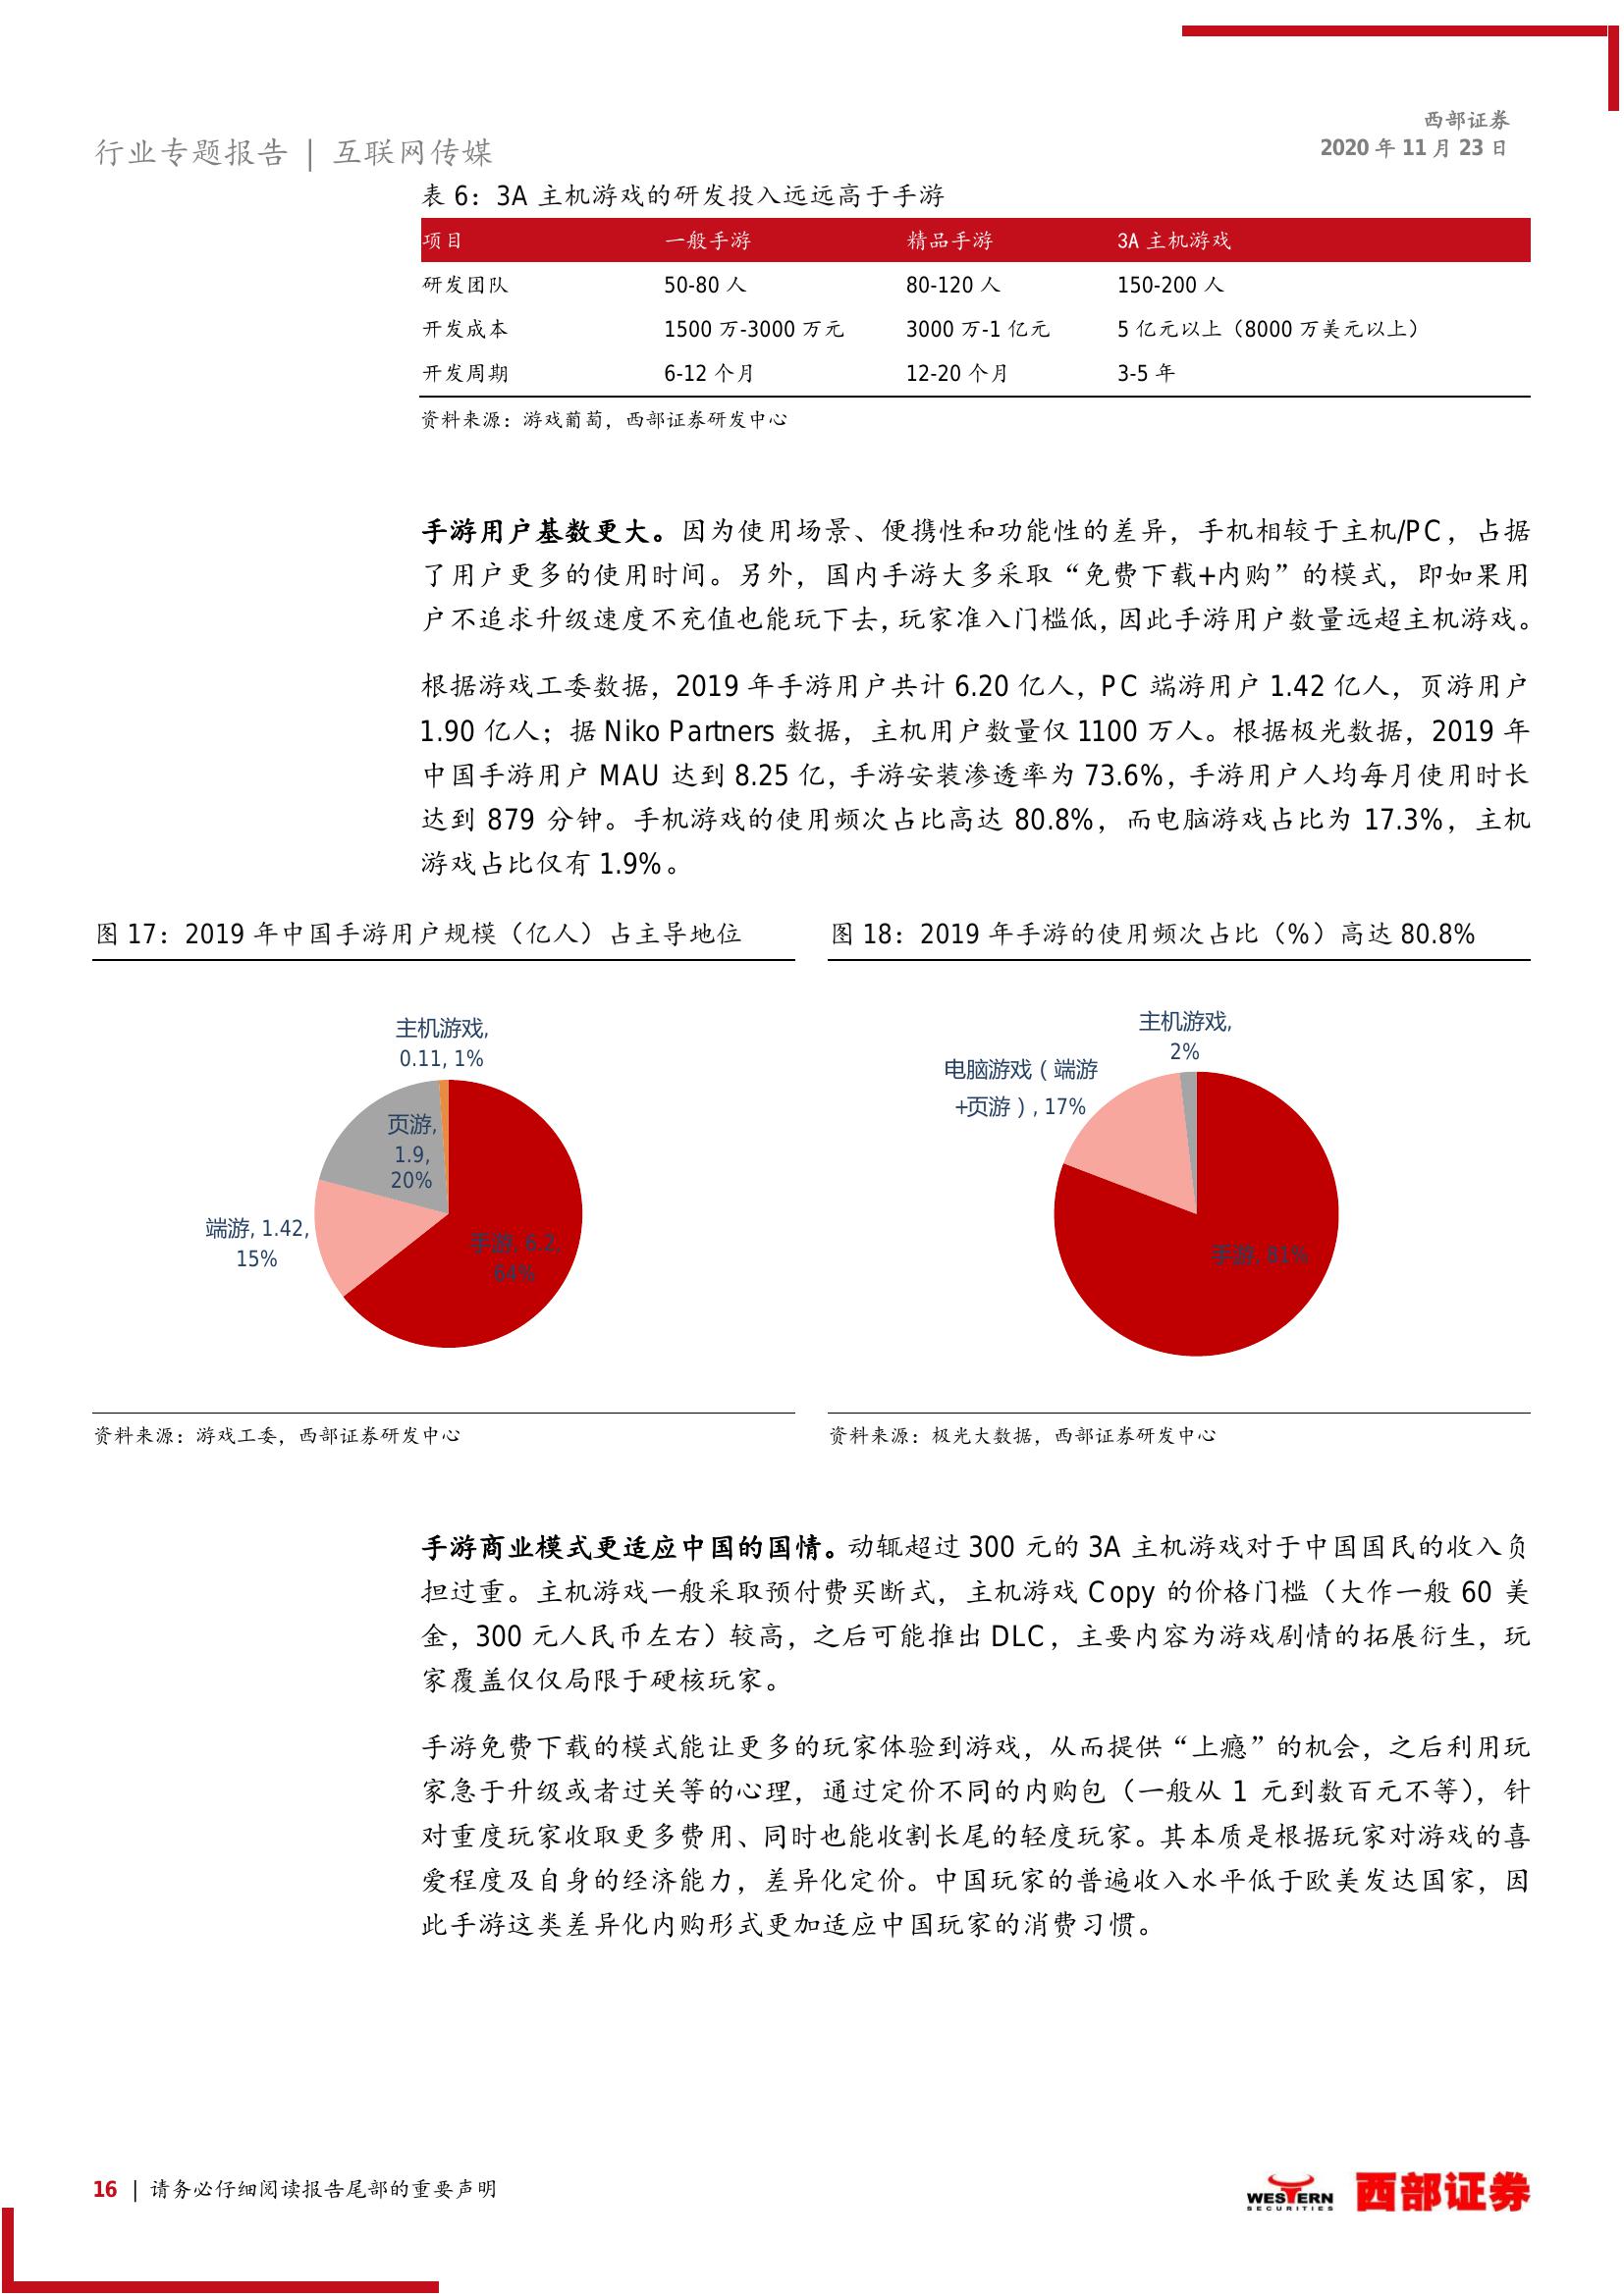 西部证券
行业专题报告 | 互联网传媒
2020 年 11 月 23 日
表 6：3A 主机游戏的研发投入远远高于手游
项目 一般手游 精品手游 3A 主机游戏
研发团队 50-80 人 80-120 人 150-200 人
开发成本 1500 万-3000 万元 3000 万-1 亿元 5 亿元以上（8000 万美元以上）
开发周期 6-12 个月 12-20 个月 3-5 年
资料来源：游戏葡萄，西部证券研发中心
手游用户基数更大。因为使用场景、便携性和功能性的差异，手机相较于主机/PC，占据
了用户更多的使用时间。另外，国内手游大多采取“免费下载+内购”的模式，即如果用
户不追求升级速度不充值也能玩下去，玩家准入门槛低，因此手游用户数量远超主机游戏。
根据游戏工委数据，2019 年手游用户共计 6.20 亿人，PC 端游用户 1.42 亿人，页游用户
1.90 亿人；据 Niko Partners 数据，主机用户数量仅 1100 万人。根据极光数据，2019 年
中国手游用户 MAU 达到 8.25 亿，手游安装渗透率为 73.6%，手游用户人均每月使用时长
达到 879 分钟。手机游戏的使用频次占比高达 80.8%，而电脑游戏占比为 17.3%，主机
游戏占比仅有 1.9%。
图 17：2019 年中国手游用户规模（亿人）占主导地位
主机游戏,
0.11, 1%
页游,
1.9,
20%
端游, 1.42,
15%
手游, 6.2,
64%
资料来源：游戏工委，西部证券研发中心
图 18：2019 年手游的使用频次占比（%）高达 80.8%
主机游戏,
2%
电脑游戏（端游
+页游）, 17%
手游, 81%
资料来源：极光大数据，西部证券研发中心
手游商业模式更适应中国的国情。动辄超过 300 元的 3A 主机游戏对于中国国民的收入负
担过重。主机游戏一般采取预付费买断式，主机游戏 Copy 的价格门槛（大作一般 60 美
金，300 元人民币左右）较高，之后可能推出 DLC，主要内容为游戏剧情的拓展衍生，玩
家覆盖仅仅局限于硬核玩家。
手游免费下载的模式能让更多的玩家体验到游戏，从而提供“上瘾”的机会，之后利用玩
家急于升级或者过关等的心理，通过定价不同的内购包（一般从 1 元到数百元不等），针
对重度玩家收取更多费用、同时也能收割长尾的轻度玩家。其本质是根据玩家对游戏的喜
爱程度及自身的经济能力，差异化定价。中国玩家的普遍收入水平低于欧美发达国家，因
此手游这类差异化内购形式更加适应中国玩家的消费习惯。
16 | 请务必仔细阅读报告尾部的重要声明
WESTERN
SECURITIES
西部证券